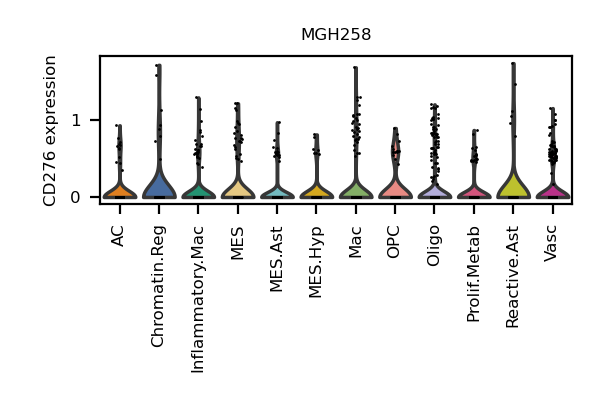 MGH258
CD276 expression
1
0
AC
Chromatin.Reg
Inflammatory.Mac
MES
MES.Ast
MES.Hyp
Mac
OPC
Oligo
Prolif.Metab
Reactive.Ast
Vasc